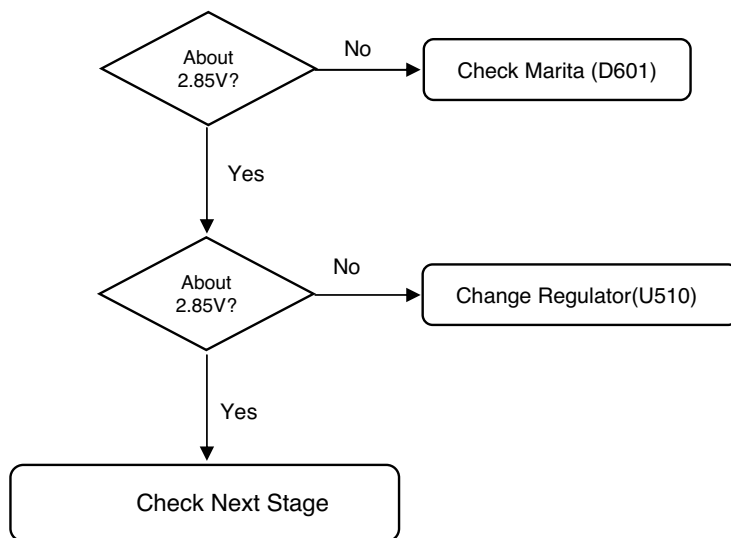 About
2.85V?
No
Check Marita (D601)
Yes
About
2.85V?
No
Change Regulator(U510)
Yes
Check Next Stage